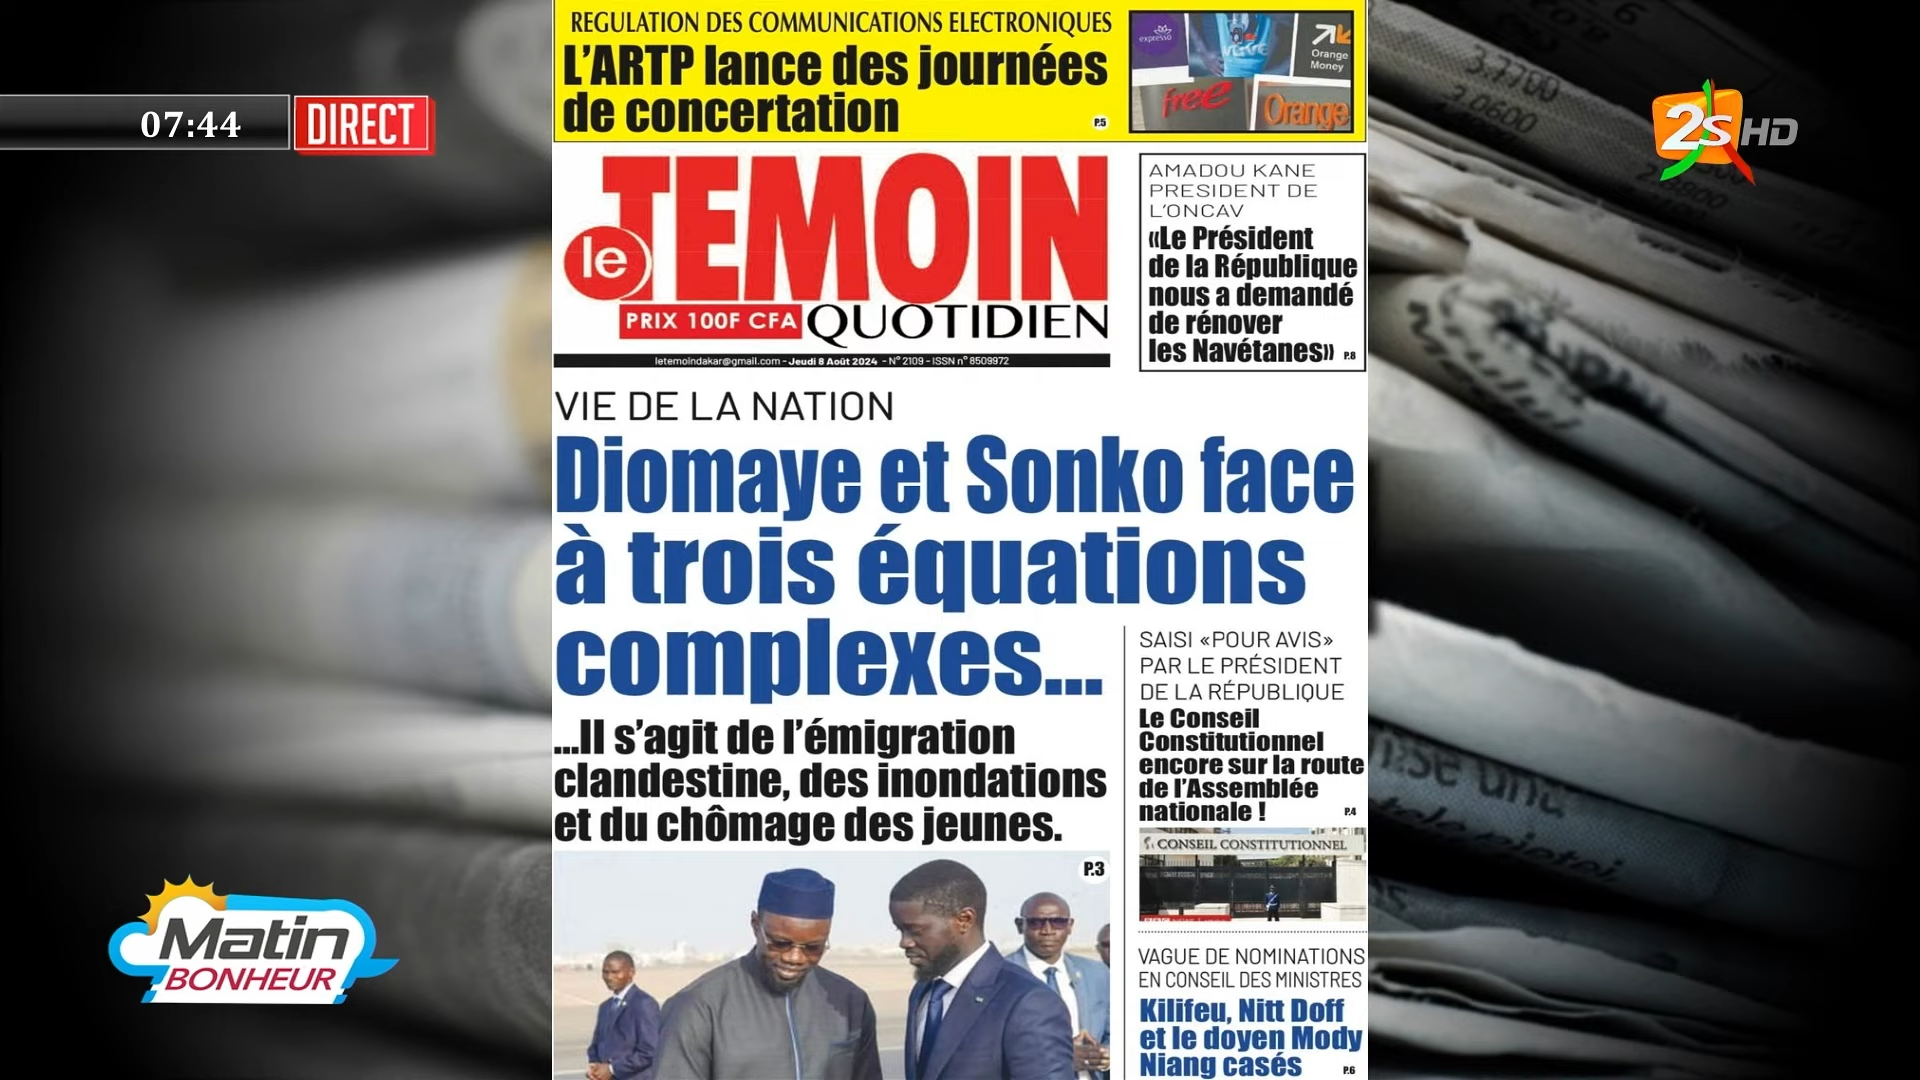 07:44
DIRECT
2S HD
REGULATION DES COMMUNICATIONS ELECTRONIQUES
L'ARTP lance des journées
de concertation
P.5
expresso
Orange
Money
free
Orange
le TEMOIN
PRIX 100F CFA QUOTIDIEN
letemoindakar@gmail.com - Jeudi 8 Août 2024 - N° 2109 - ISSN n° 8509972
AMADOU KANE
PRESIDENT DE
L'ONCAV
«Le Président
de la République
nous a demandé
de rénover
les Navétanes» P.8
VIE DE LA NATION
Diomaye et Sonko face
à trois équations
complexes...
...Il s'agit de l'émigration
clandestine, des inondations
et du chômage des jeunes.
P.3
SAISI «POUR AVIS»
PAR LE PRÉSIDENT
DE LA RÉPUBLIQUE
Le Conseil
Constitutionnel
encore sur la route
de l'Assemblée
nationale ! P.4
CONSEIL CONSTITUTIONNEL
VAGUE DE NOMINATIONS
EN CONSEIL DES MINISTRES
Kilifeu, Nitt Doff
et le doyen Mody
Niang casés P.6
Matin
BONHEUR
3.7700
3.0600